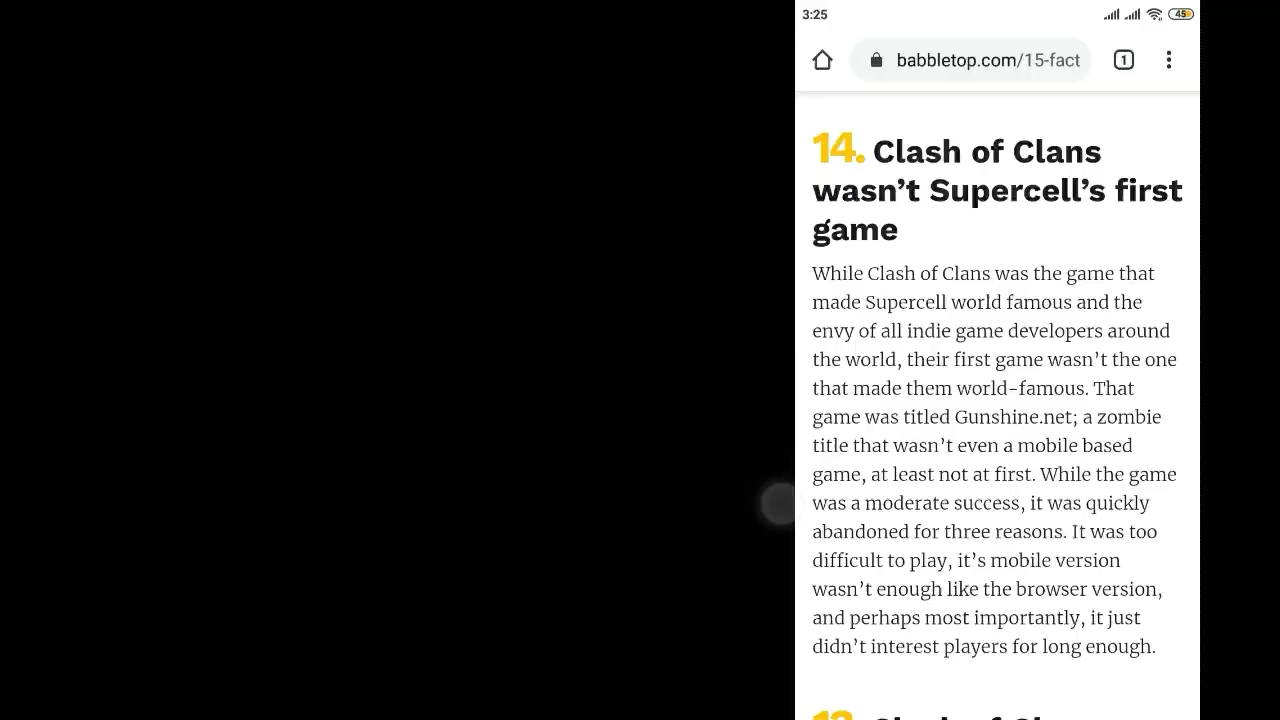 3:25
45
babbletop.com/15-fact
1
14. Clash of Clans
wasn’t Supercell’s first
game
While Clash of Clans was the game that
made Supercell world famous and the
envy of all indie game developers around
the world, their first game wasn’t the one
that made them world-famous. That
game was titled Gunshine.net; a zombie
title that wasn’t even a mobile based
game, at least not at first. While the game
was a moderate success, it was quickly
abandoned for three reasons. It was too
difficult to play, it’s mobile version
wasn’t enough like the browser version,
and perhaps most importantly, it just
didn’t interest players for long enough.